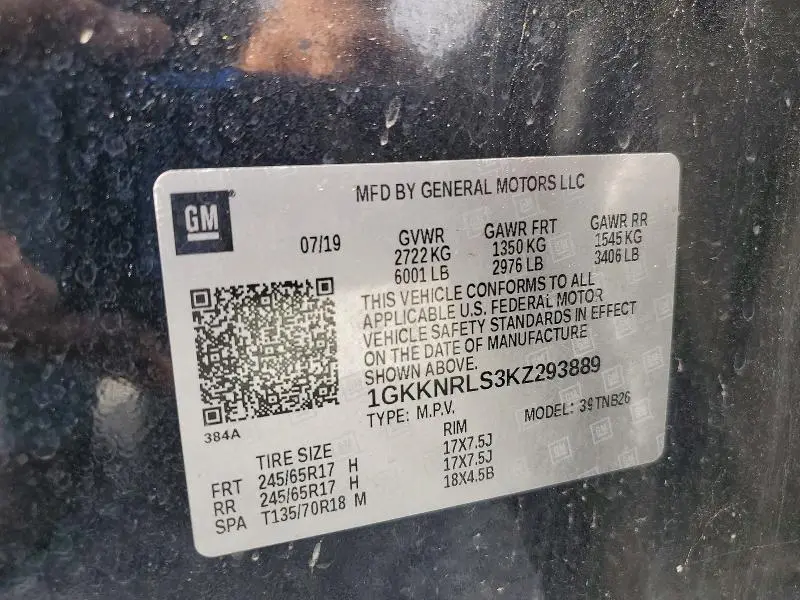 MFD BY GENERAL MOTORS LLC
GM®
07/19
GVWR GAWR FRT GAWR RR
2722 KG 1350 KG 1545 KG
6001 LB 2976 LB 3406 LB
THIS VEHICLE CONFORMS TO ALL
APPLICABLE U.S. FEDERAL MOTOR
VEHICLE SAFETY STANDARDS IN EFFECT
ON THE DATE OF MANUFACTURE
SHOWN ABOVE.
1GKKNRLS3KZ293889
TYPE: M.P.V. MODEL: 39TNB26
384A
TIRE SIZE RIM
FRT 245/65R17 H 17X7.5J
RR 245/65R17 H 17X7.5J
SPA T135/70R18 M 18X4.5B